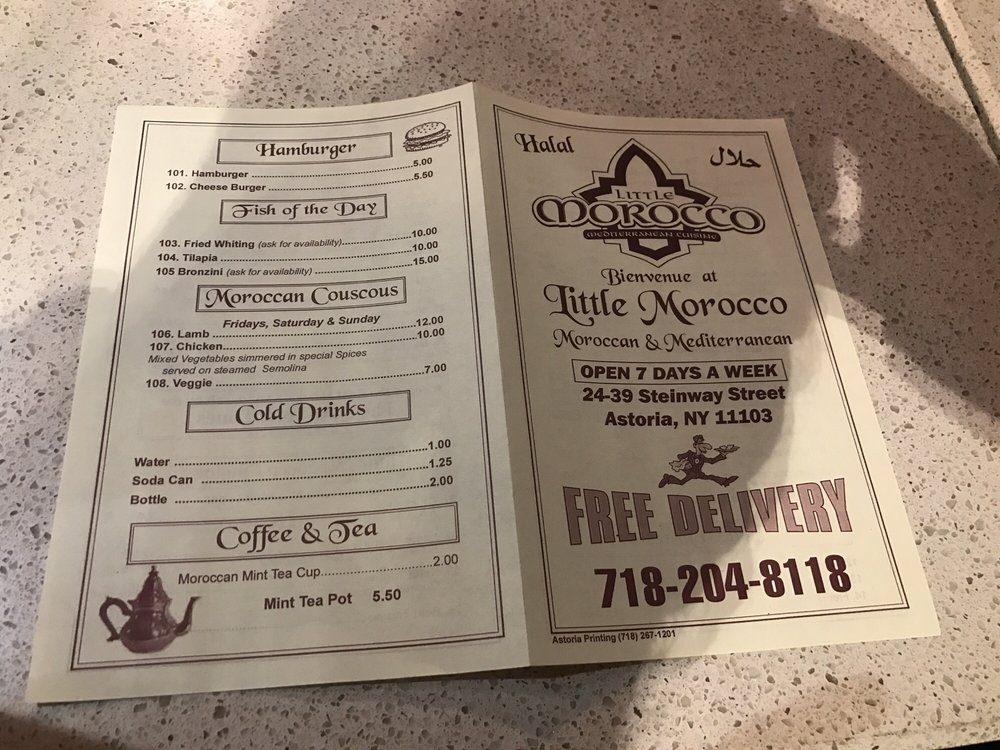 Hamburger
101. Hamburger ........5.00
102. Cheese Burger ........5.50
Fish of the Day
103. Fried Whiting (ask for availability)........10.00
104. Tilapia ........10.00
105 Bronzini (ask for availability) ........15.00
Moroccan Couscous
Fridays, Saturday & Sunday
106. Lamb ........12.00
107. Chicken........10.00
Mixed Vegetables simmered in special Spices
served on steamed Semolina
108. Veggie ........7.00
Cold Drinks
Water ........1.00
Soda Can ........1.25
Bottle ........2.00
Coffee & Tea
Moroccan Mint Tea Cup........2.00
Mint Tea Pot 5.50
Halal
حلال
LITTLE
MOROCCO
MEDITERRANEAN CUISINE
Bienvenue at
Little Morocco
Moroccan & Mediterranean
OPEN 7 DAYS A WEEK
24-39 Steinway Street
Astoria, NY 11103
FREE DELIVERY
718-204-8118
Astoria Printing (718) 267-1201